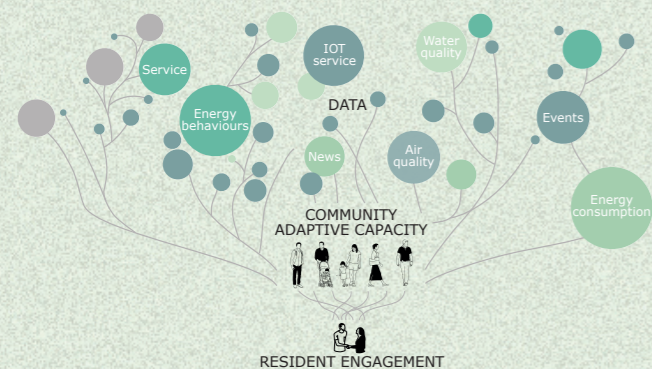 Service
Energy
behaviours
IOT
service
Water
quality
DATA
News
Air
quality
Events
Energy
consumption
COMMUNITY
ADAPTIVE CAPACITY
RESIDENT ENGAGEMENT